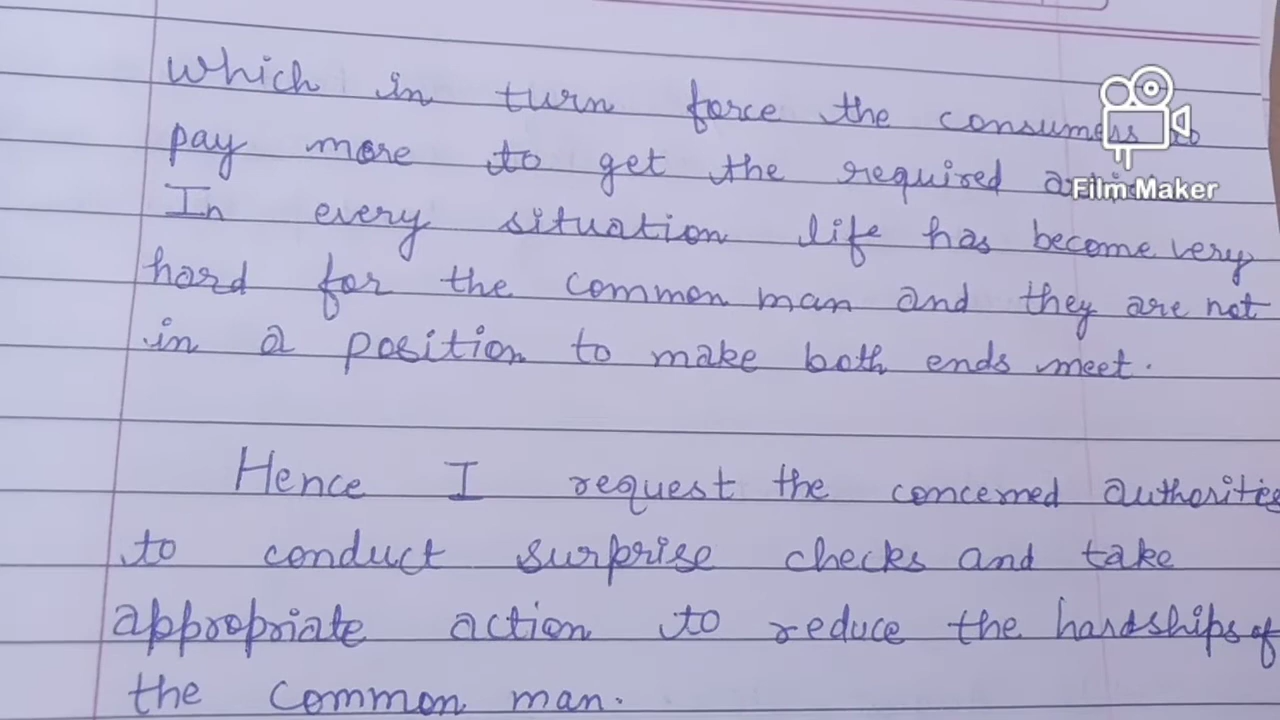 which in turn force the consumers to
pay more to get the required
In every situation life has become very
hard for the common man and they are not
in a position to make both ends meet.
Hence I request the concerned authorities
to conduct surprise checks and take
appropriate action to reduce the hardships of
the common man.
Film Maker